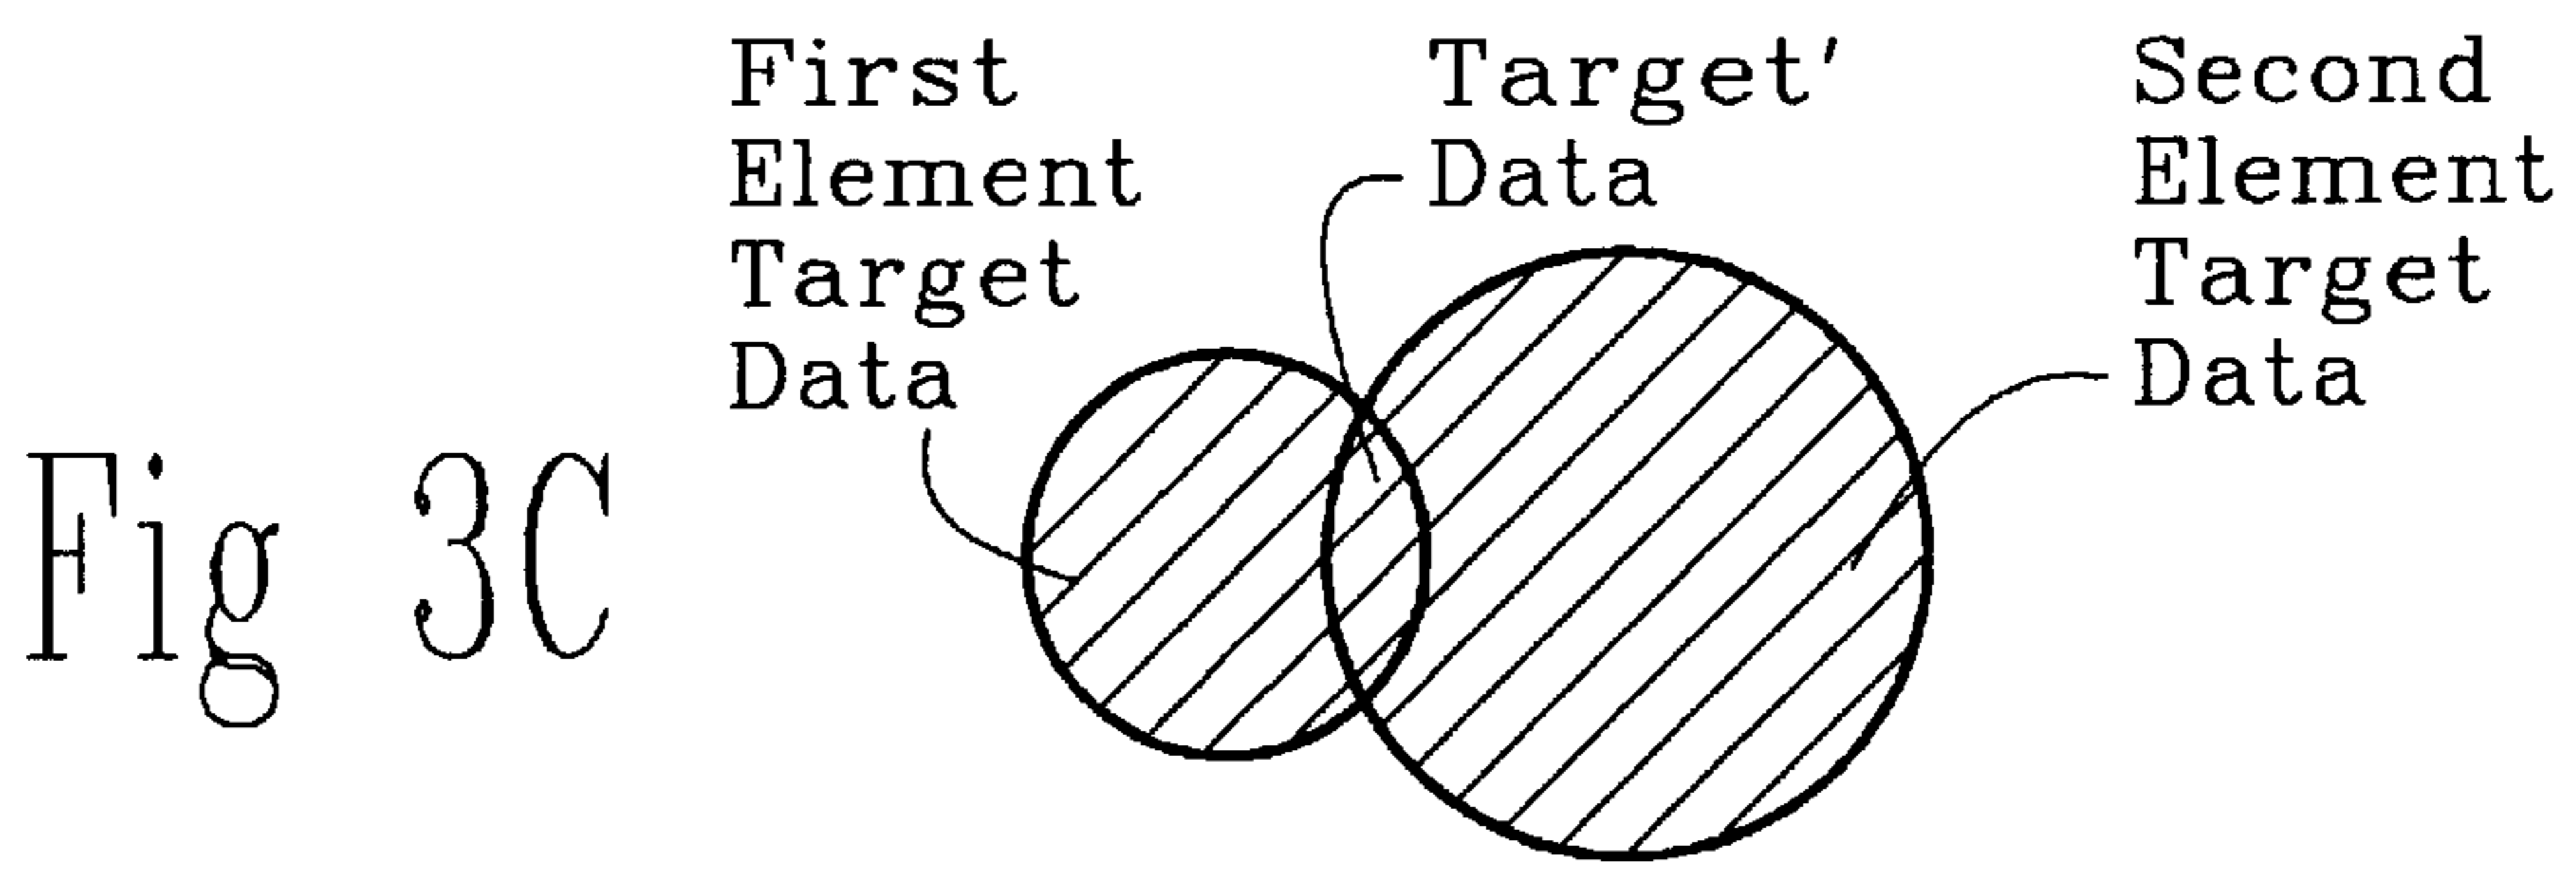 First
Element
Target
Data
Target'
Data
Second
Element
Target
Data
Fig 3C